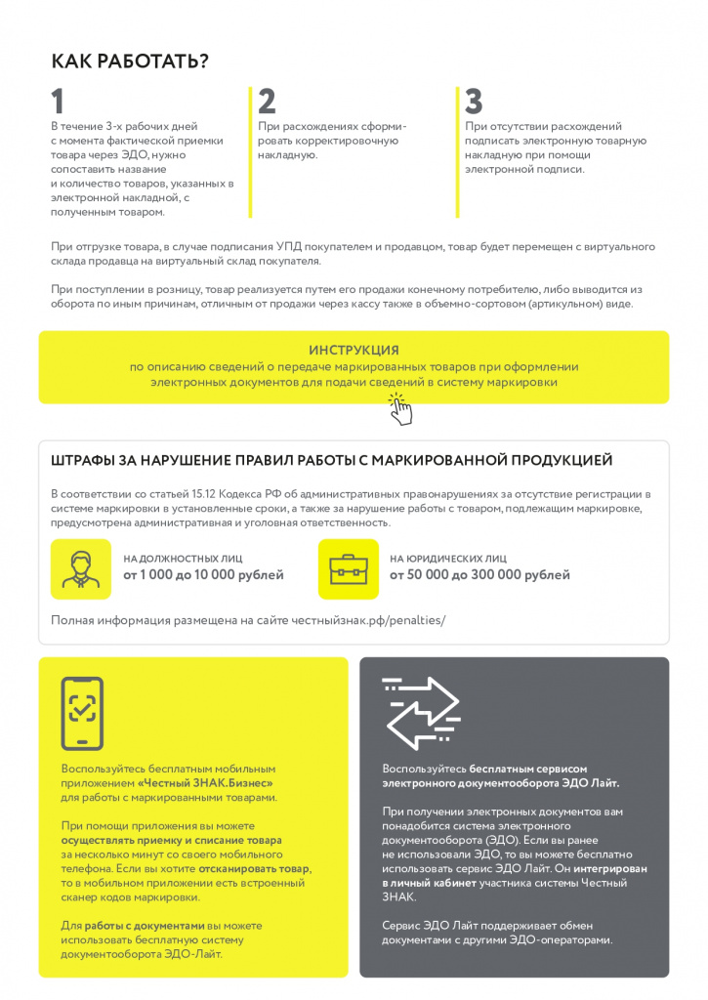 КАК РАБОТАТЬ?
1
В течение 3-х рабочих дней
с момента фактической приемки
товара через ЭДО, нужно
сопоставить название
и количество товаров, указанных в
электронной накладной, с
полученным товаром.
2
При расхождениях сформи-
ровать корректировочную
накладную.
3
При отсутствии расхождений
подписать электронную товарную
накладную при помощи
электронной подписи.
При отгрузке товара, в случае подписания УПД покупателем и продавцом, товар будет перемещен с виртуального
склада продавца на виртуальный склад покупателя.
При поступлении в розницу, товар реализуется путем его продажи конечному потребителю, либо выводится из
оборота по иным причинам, отличным от продажи через кассу также в объемно-сортовом (артикульном) виде.
ИНСТРУКЦИЯ
по описанию сведений о передаче маркированных товаров при оформлении
электронных документов для подачи сведений в систему маркировки
ШТРАФЫ ЗА НАРУШЕНИЕ ПРАВИЛ РАБОТЫ С МАРКИРОВАННОЙ ПРОДУКЦИЕЙ
В соответствии со статьей 15.12 Кодекса РФ об административных правонарушениях за отсутствие регистрации в
системе маркировки в установленные сроки, а также за нарушение работы с товаром, подлежащим маркировке,
предусмотрена административная и уголовная ответственность.
НА ДОЛЖНОСТНЫХ ЛИЦ
от 1 000 до 10 000 рублей
НА ЮРИДИЧЕСКИХ ЛИЦ
от 50 000 до 300 000 рублей
Полная информация размещена на сайте честныйзнак.рф/penalties/
Воспользуйтесь бесплатным мобильным
приложением «Честный ЗНАК.Бизнес»
для работы с маркированными товарами.
При помощи приложения вы можете
осуществлять приемку и списание товара
за несколько минут со своего мобильного
телефона. Если вы хотите отсканировать товар,
то в мобильном приложении есть встроенный
сканер кодов маркировки.
Для работы с документами вы можете
использовать бесплатную систему
документооборота ЭДО-Лайт.
Воспользуйтесь бесплатным сервисом
электронного документооборота ЭДО Лайт.
При получении электронных документов вам
понадобится система электронного
документооборота (ЭДО). Если вы ранее
не использовали ЭДО, то вы можете бесплатно
использовать сервис ЭДО Лайт. Он интегрирован
в личный кабинет участника системы Честный
ЗНАК.
Сервис ЭДО Лайт поддерживает обмен
документами с другими ЭДО-операторами.